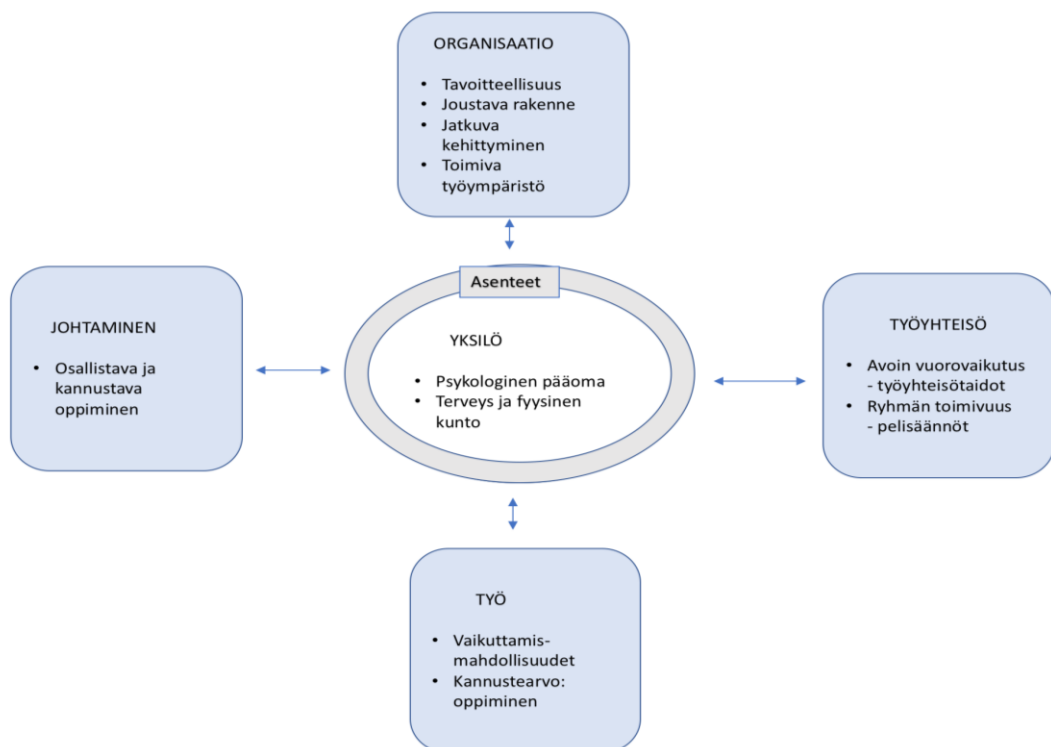 ORGANISAATIO
• Tavoitteellisuus
• Joustava rakenne
• Jatkuva
kehittyminen
• Toimiva
työympäristö
JOHTAMINEN
• Osallistava ja
kannustava
oppiminen
Asenteet
YKSILÖ
• Psykologinen pääoma
• Terveys ja fyysinen
kunto
TYÖYHTEISÖ
• Avoin vuorovaikutus
- työyhteisötaidot
• Ryhmän toimivuus
- pelisäännöt
TYÖ
• Vaikuttamis-
mahdollisuudet
• Kannustearvo:
oppiminen